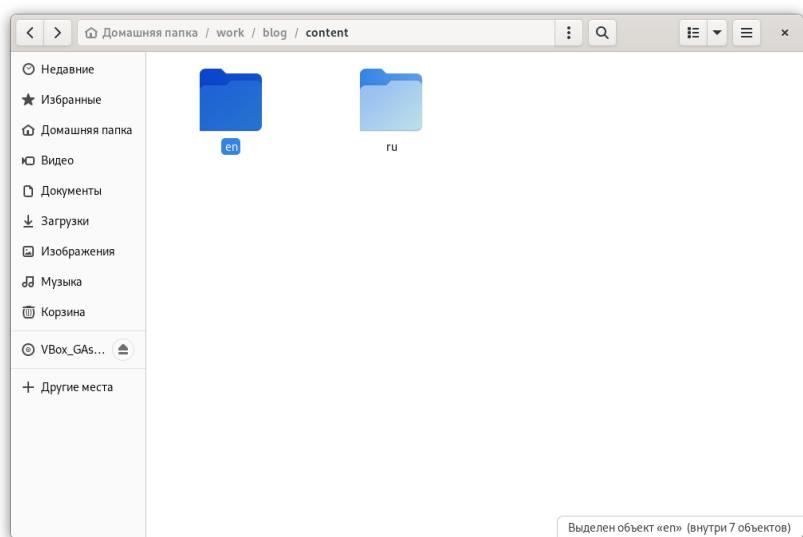 Домашняя папка / work / blog / content
Недавние
Избранные
Домашняя папка
Видео
Документы
Загрузки
Изображения
Музыка
Корзина
VBox_GAs...
Другие места
en
ru
Выделен объект «en» (внутри 7 объектов)